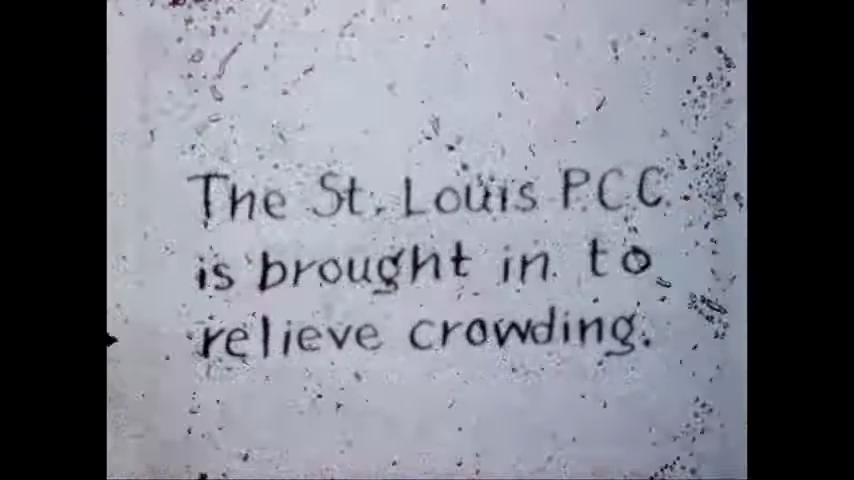 The St. Louis PCC
is brought in to
relieve crowding.